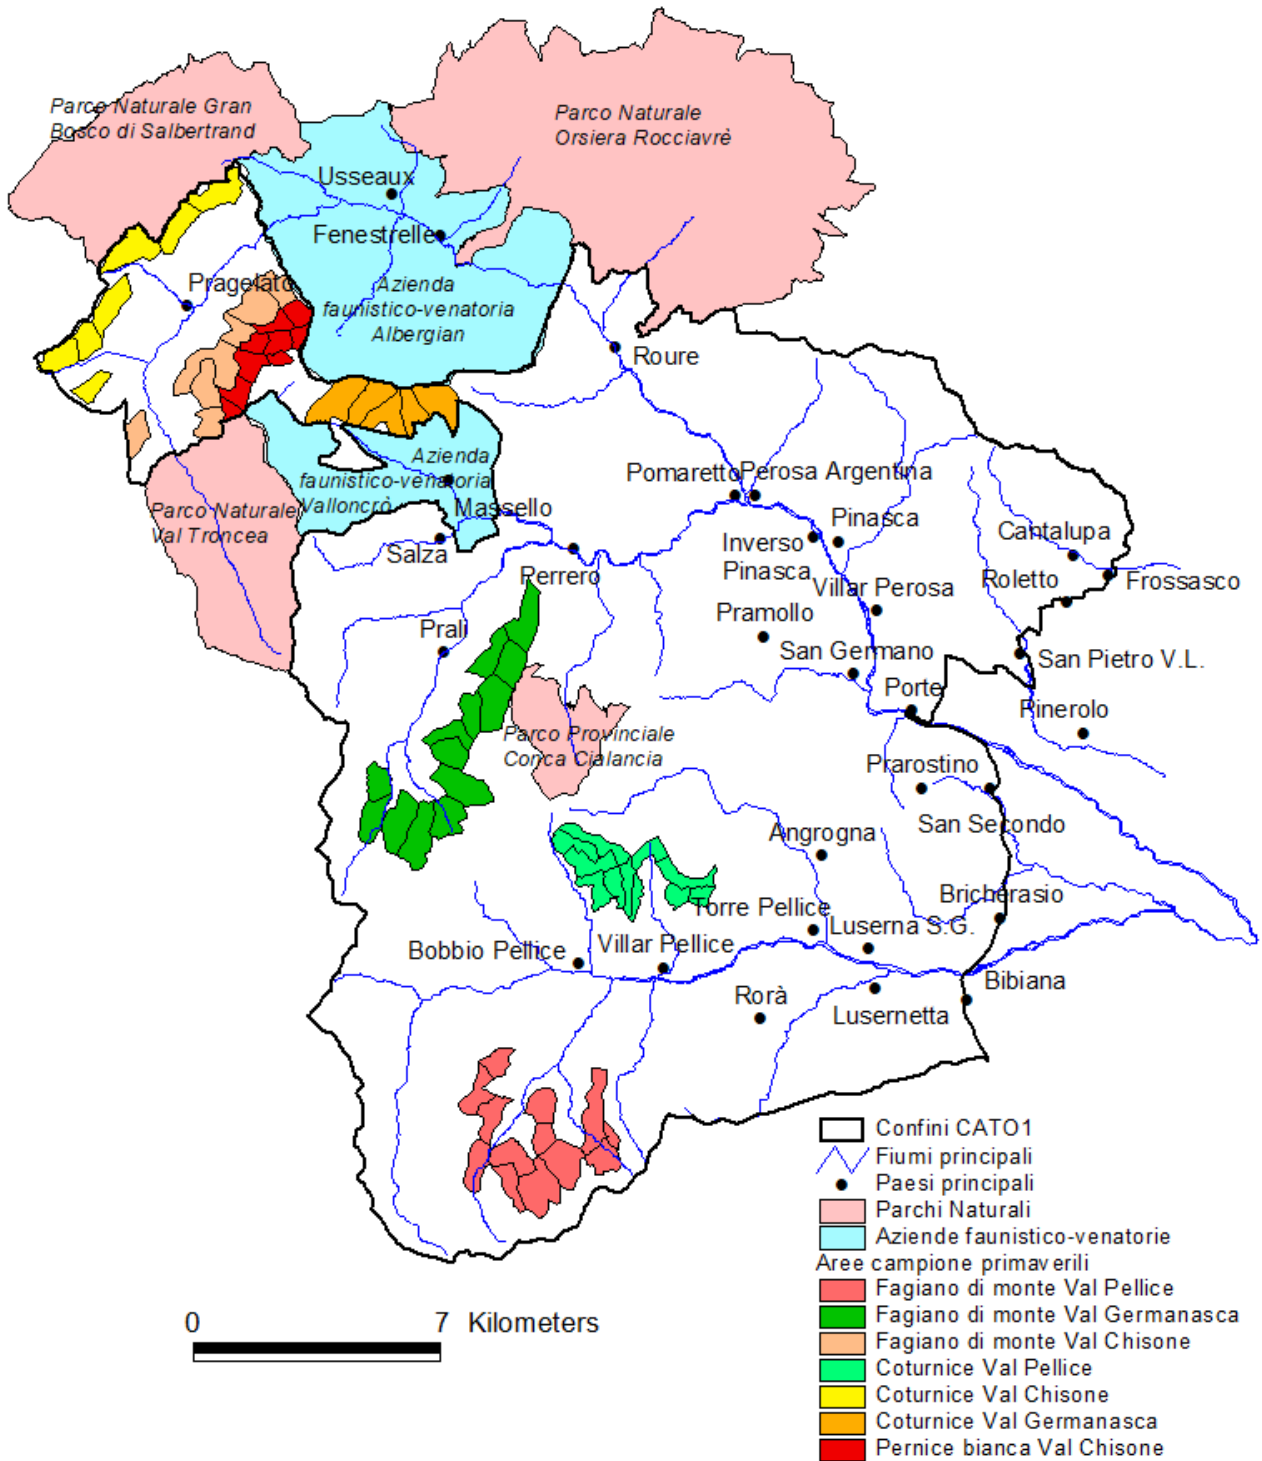 Parco Naturale Gran
Bosco di Salbertrand
Parco Naturale
Orsiera Rocciavrè
Usseaux
Fenestrelle
Pragelato
Azienda
faunistico-venatoria
Albergian
Roure
Azienda
faunistico-venatoria
Valloncrò
Pomaretto
Perosa Argentina
Parco Naturale
Val Troncea
Massello
Pinasca
Cantalupa
Salza
Inverso
Pinasca
Perrero
Villar Perosa
Roletto
Frossasco
Prali
Pramollo
San Germano
San Pietro V.L.
Porte
Pinerolo
Parco Provinciale
Conca Cialancia
Prarostino
San Secondo
Angrogna
Bricherasio
Torre Pellice
Luserna S.G.
Bobbio Pellice
Villar Pellice
Bibiana
Rorà
Lusernetta
Confini CATO1
Fiumi principali
Paesi principali
Parchi Naturali
Aziende faunistico-venatorie
Aree campione primaverili
Fagiano di monte Val Pellice
Fagiano di monte Val Germanasca
Fagiano di monte Val Chisone
Coturnice Val Pellice
Coturnice Val Chisone
Coturnice Val Germanasca
Pernice bianca Val Chisone
0 7 Kilometers